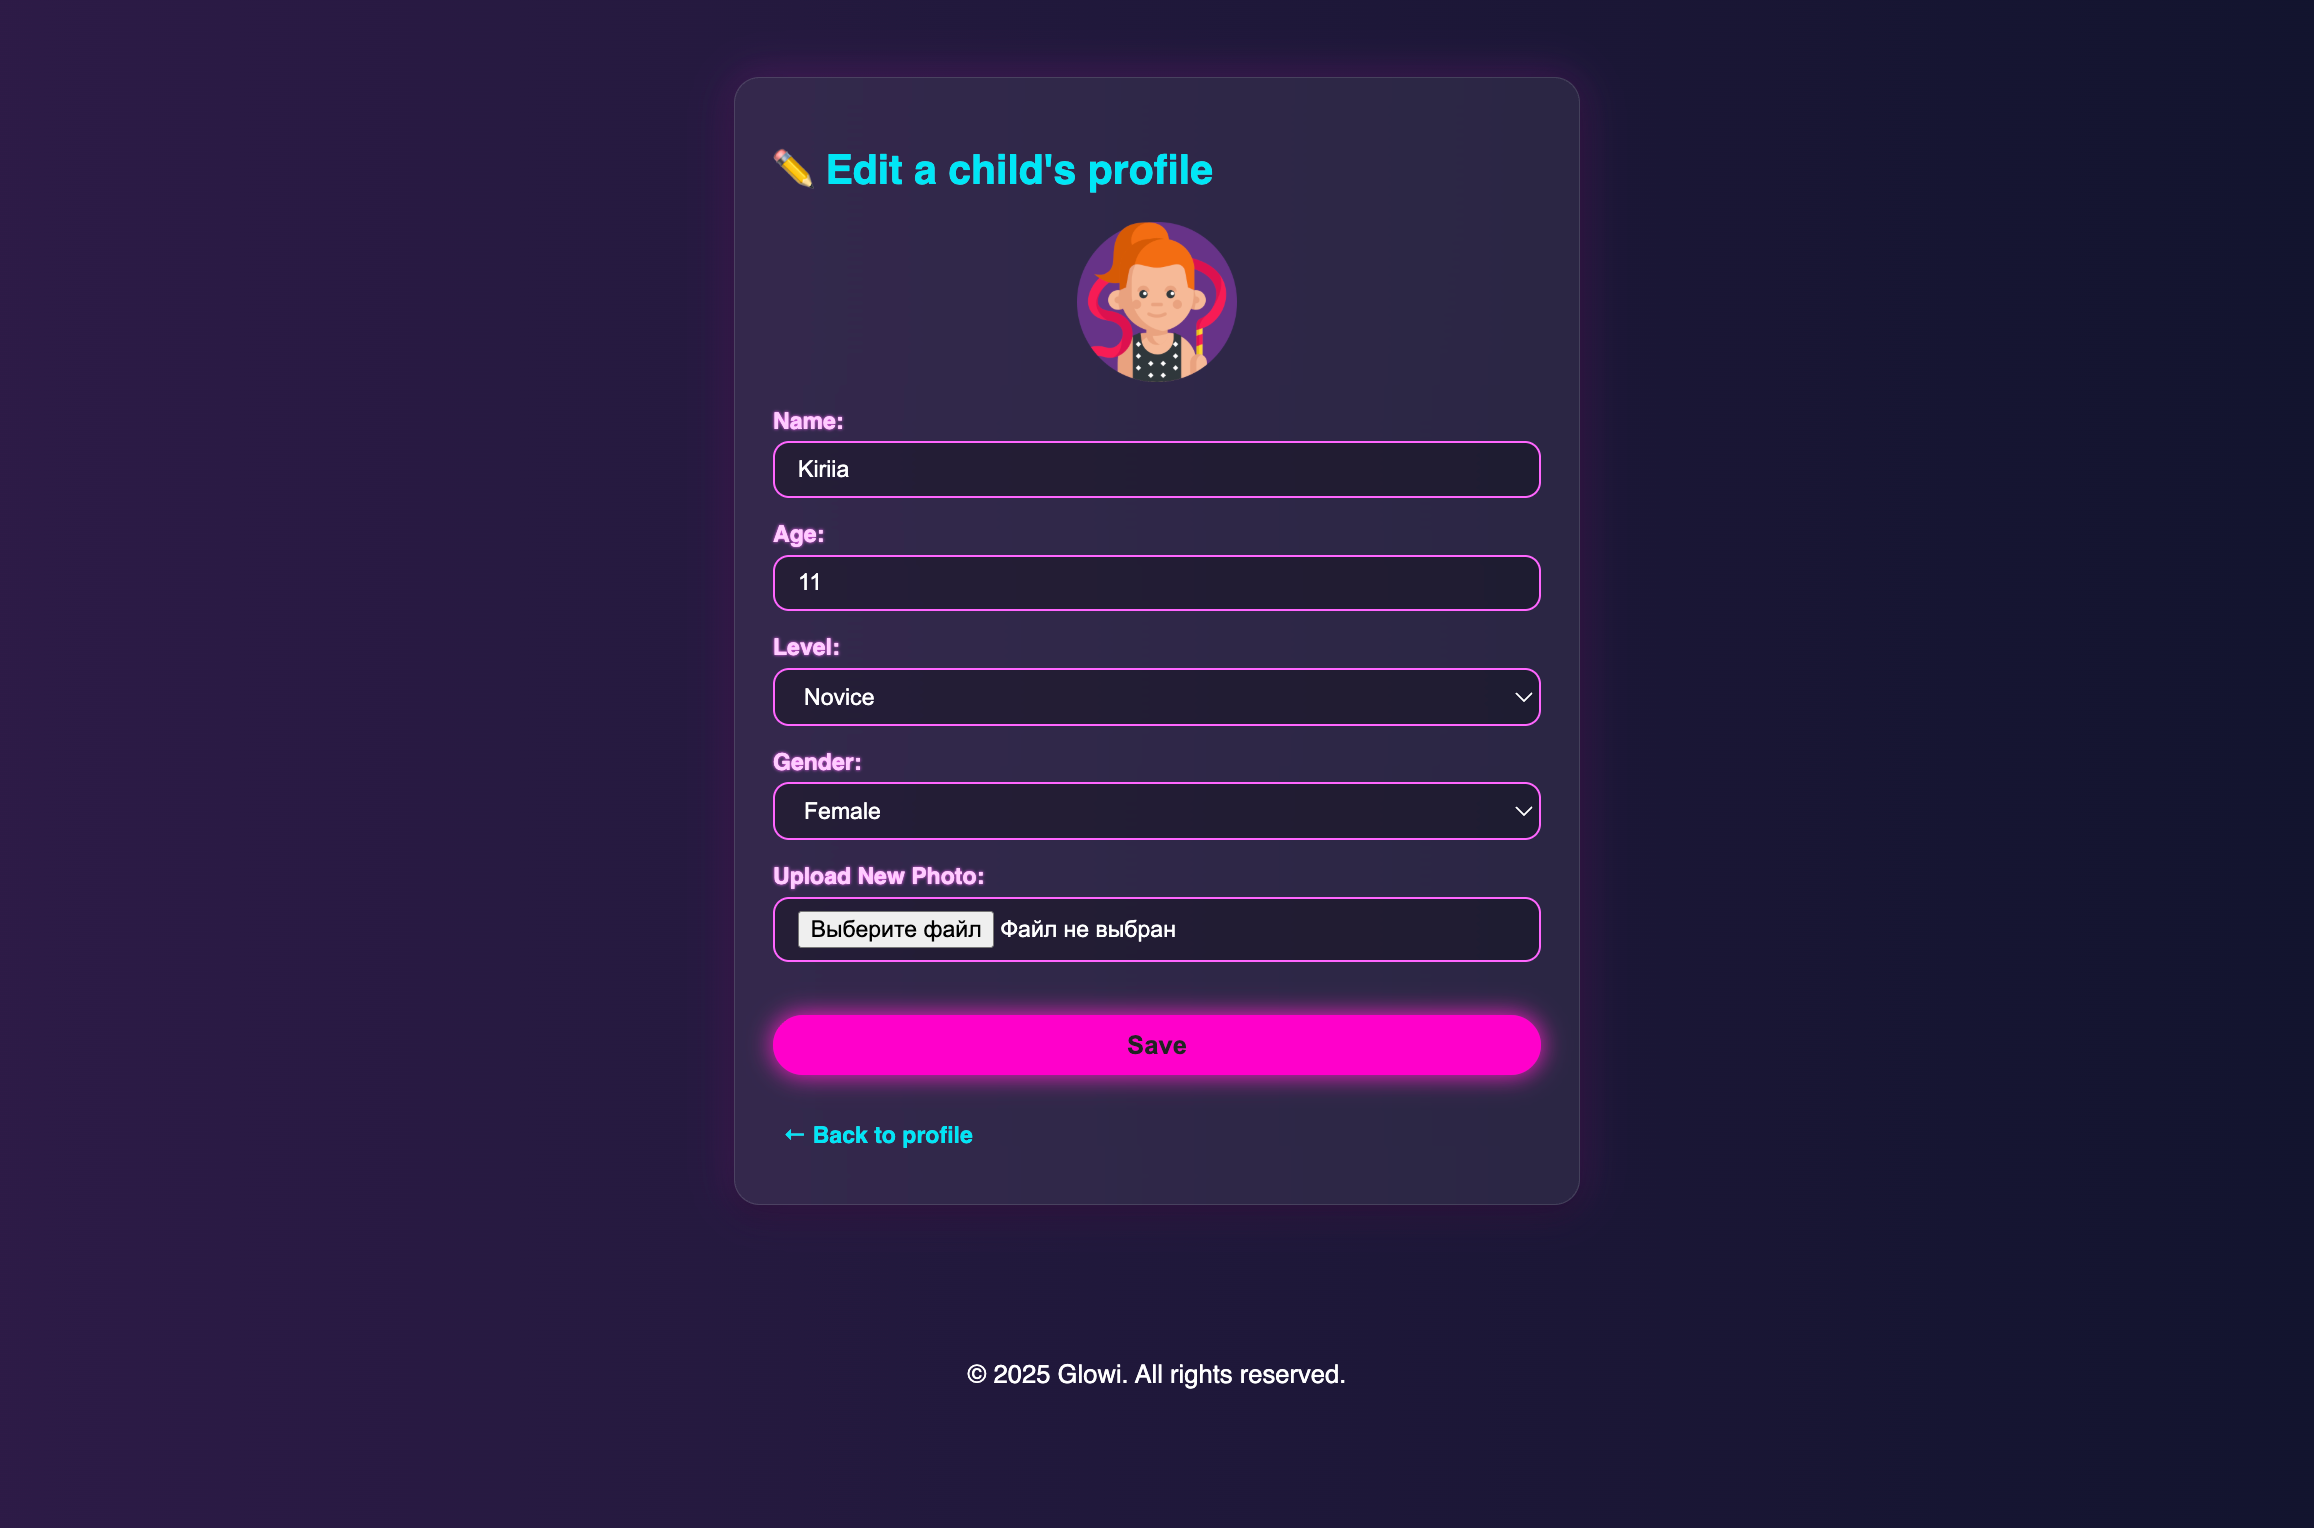 ✏️ Edit a child's profile
Name:
Kiriia
Age:
11
Level:
Novice
Gender:
Female
Upload New Photo:
Выберите файл Файл не выбран
Save
← Back to profile
© 2025 Glowi. All rights reserved.